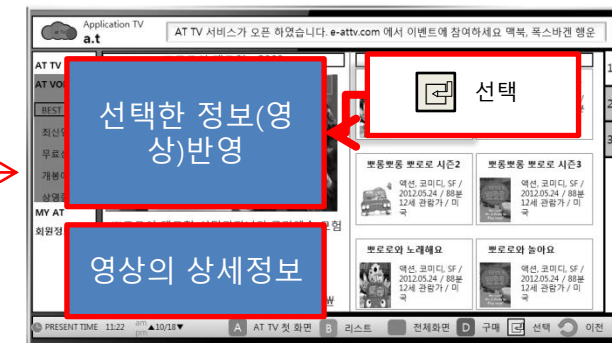 Application TV
a.t
AT TV 서비스가 오픈 하였습니다. e-attv.com 에서 이벤트에 참여하세요 맥북, 폭스바겐 행운
AT TV
AT VO
BEST
최신
무료
개봉
상영
MY AT
회원정
선택한 정보(영
상)반영
영상의 상세정보
선택
뽀롱뽀롱 뽀로로 시즌2
액션, 코미디, SF /
2012.05.24 / 88분
12세 관람가 / 미
국
뽀롱뽀롱 뽀로로 시즌3
액션, 코미디, SF /
2012.05.24 / 88분
12세 관람가 / 미
국
뽀로로와 노래해요
액션, 코미디, SF /
2012.05.24 / 88분
12세 관람가 / 미
국
뽀로로와 놀아요
액션, 코미디, SF /
2012.05.24 / 88분
12세 관람가 / 미
국
1
2
3
PRESENT TIME 11:22 am pm ▲10/18▼ A AT TV 첫 화면 B 리스트 전체화면 D 구매 선택 이전